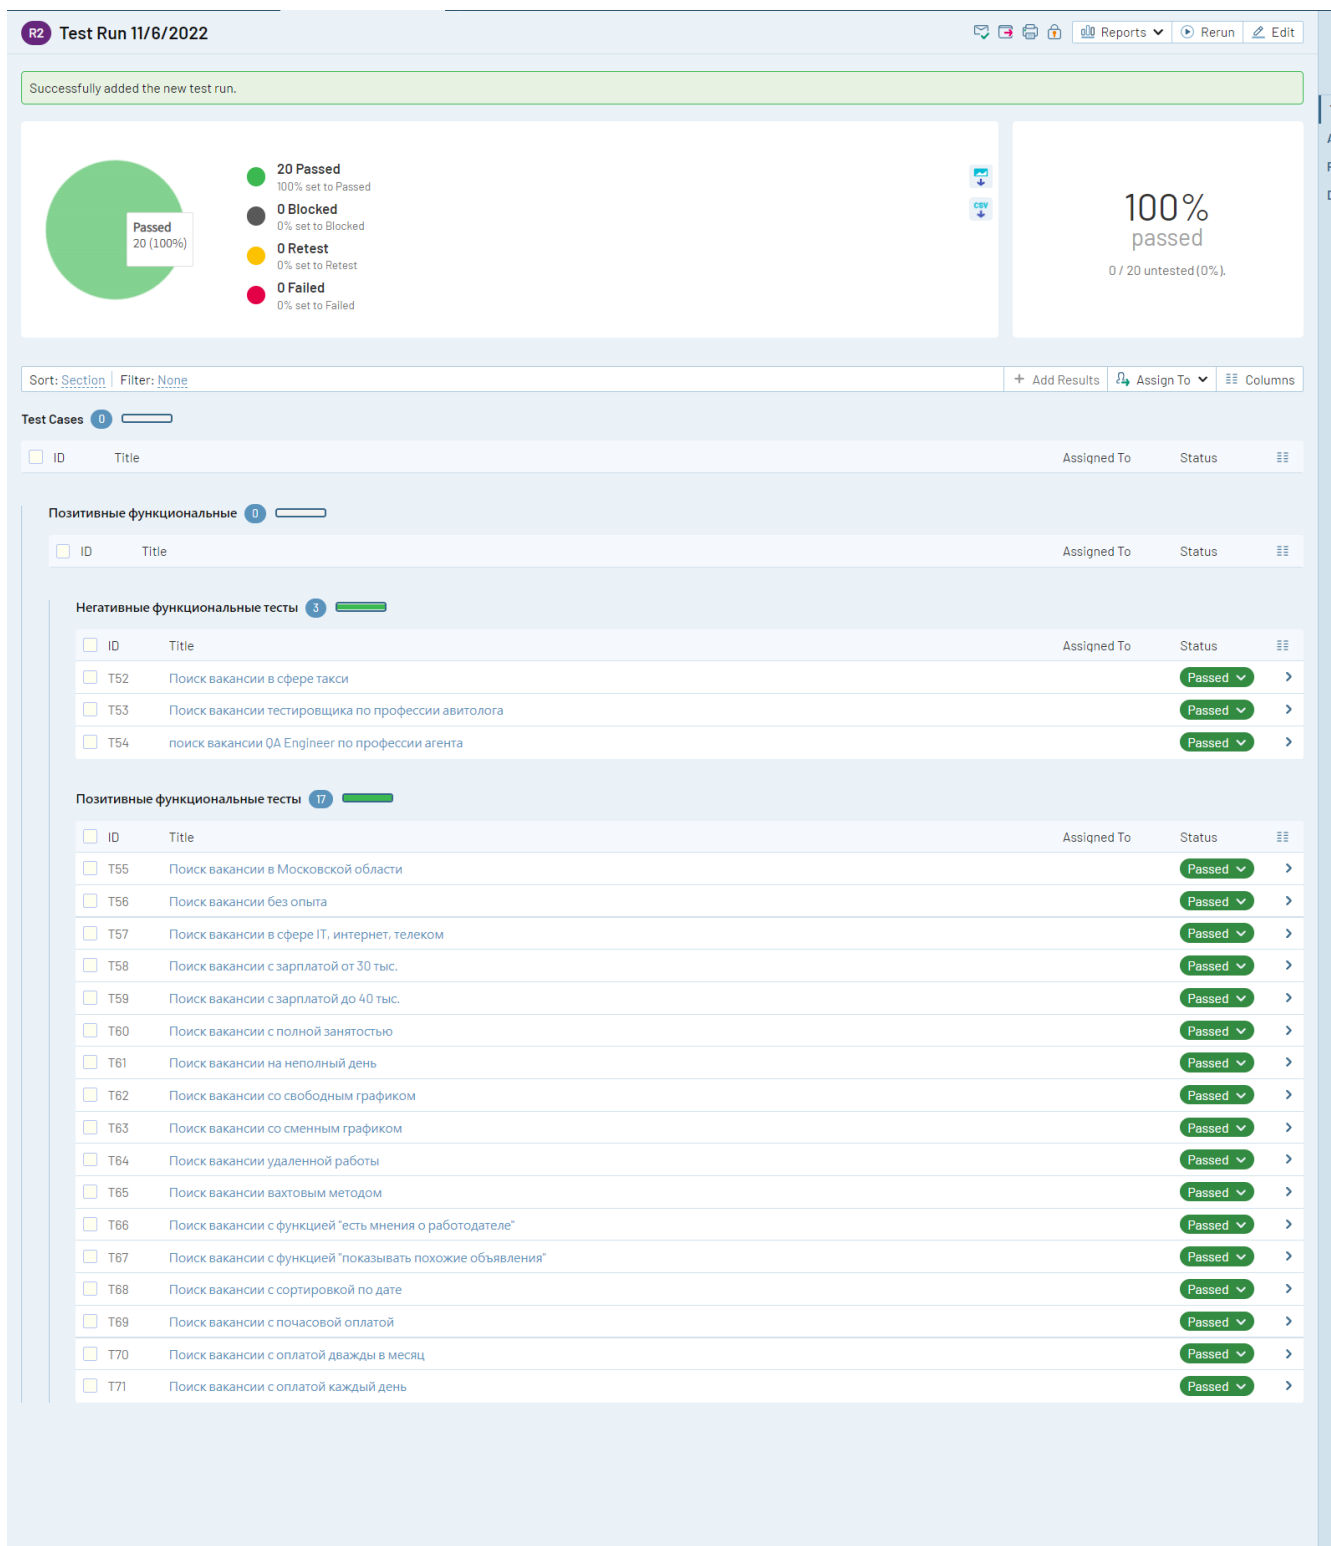 R2 Test Run 11/6/2022
Reports Rerun Edit
Successfully added the new test run.
20 Passed
100% set to Passed
0 Blocked
0% set to Blocked
0 Retest
0% set to Retest
0 Failed
0% set to Failed
Passed
20 (100%)
CSV
100%
passed
0 / 20 untested (0%).
Sort: Section Filter: None
+ Add Results Assign To Columns
Test Cases 0
ID Title Assigned To Status
Позитивные функциональные 0
ID Title Assigned To Status
Негативные функциональные тесты 3
ID Title Assigned To Status
T52 Поиск вакансии в сфере такси Passed
T53 Поиск вакансии тестировщика по профессии авитолога Passed
T54 поиск вакансии QA Engineer по профессии агента Passed
Позитивные функциональные тесты 17
ID Title Assigned To Status
T55 Поиск вакансии в Московской области Passed
T56 Поиск вакансии без опыта Passed
T57 Поиск вакансии в сфере IT, интернет, телеком Passed
T58 Поиск вакансии с зарплатой от 30 тыс. Passed
T59 Поиск вакансии с зарплатой до 40 тыс. Passed
T60 Поиск вакансии с полной занятостью Passed
T61 Поиск вакансии на неполный день Passed
T62 Поиск вакансии со свободным графиком Passed
T63 Поиск вакансии со сменным графиком Passed
T64 Поиск вакансии удаленной работы Passed
T65 Поиск вакансии вахтовым методом Passed
T66 Поиск вакансии с функцией "есть мнения о работодателе" Passed
T67 Поиск вакансии с функцией "показывать похожие объявления" Passed
T68 Поиск вакансии с сортировкой по дате Passed
T69 Поиск вакансии с почасовой оплатой Passed
T70 Поиск вакансии с оплатой дважды в месяц Passed
T71 Поиск вакансии с оплатой каждый день Passed